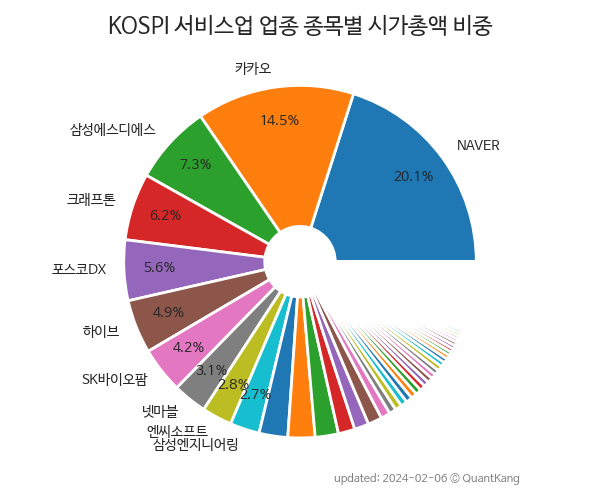 KOSPI 서비스업 업종 종목별 시가총액 비중
카카오
NAVER
삼성에스디에스
크래프톤
포스코DX
하이브
SK바이오팜
넷마블
엔씨소프트
삼성엔지니어링
14.5%
20.1%
7.3%
6.2%
5.6%
4.9%
4.2%
3.1%
2.8%
2.7%
updated: 2024-02-06 © QuantKang